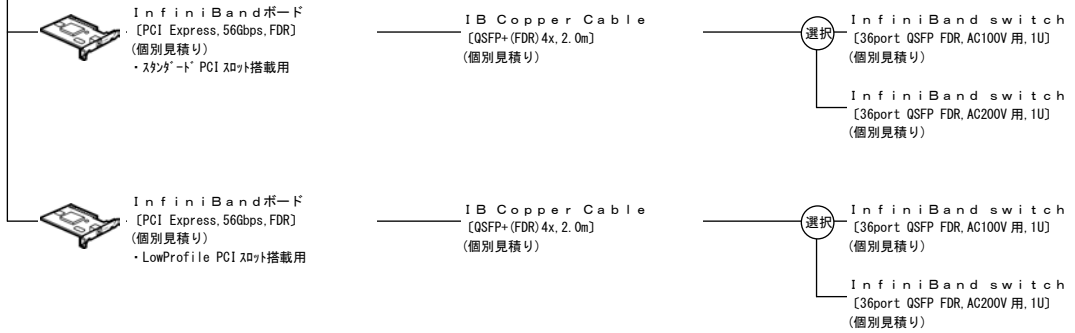 ＩｎｆｉｎｉＢａｎｄボード
〔PCI Express,56Gbps,FDR〕
(個別見積り)
・ｽﾀﾝﾀﾞｰﾄﾞ PCI ｽﾛｯﾄ搭載用
ＩＢ Ｃｏｐｐｅｒ Ｃａｂｌｅ
〔QSFP+(FDR)4x,2.0m〕
(個別見積り)
選択
ＩｎｆｉｎｉＢａｎｄ ｓｗｉｔｃｈ
〔36port QSFP FDR,AC100V 用,1U〕
(個別見積り)
ＩｎｆｉｎｉＢａｎｄ ｓｗｉｔｃｈ
〔36port QSFP FDR,AC200V 用,1U〕
(個別見積り)
ＩｎｆｉｎｉＢａｎｄボード
〔PCI Express,56Gbps,FDR〕
(個別見積り)
・LowProfile PCI ｽﾛｯﾄ搭載用
ＩＢ Ｃｏｐｐｅｒ Ｃａｂｌｅ
〔QSFP+(FDR)4x,2.0m〕
(個別見積り)
選択
ＩｎｆｉｎｉＢａｎｄ ｓｗｉｔｃｈ
〔36port QSFP FDR,AC100V 用,1U〕
(個別見積り)
ＩｎｆｉｎｉＢａｎｄ ｓｗｉｔｃｈ
〔36port QSFP FDR,AC200V 用,1U〕
(個別見積り)